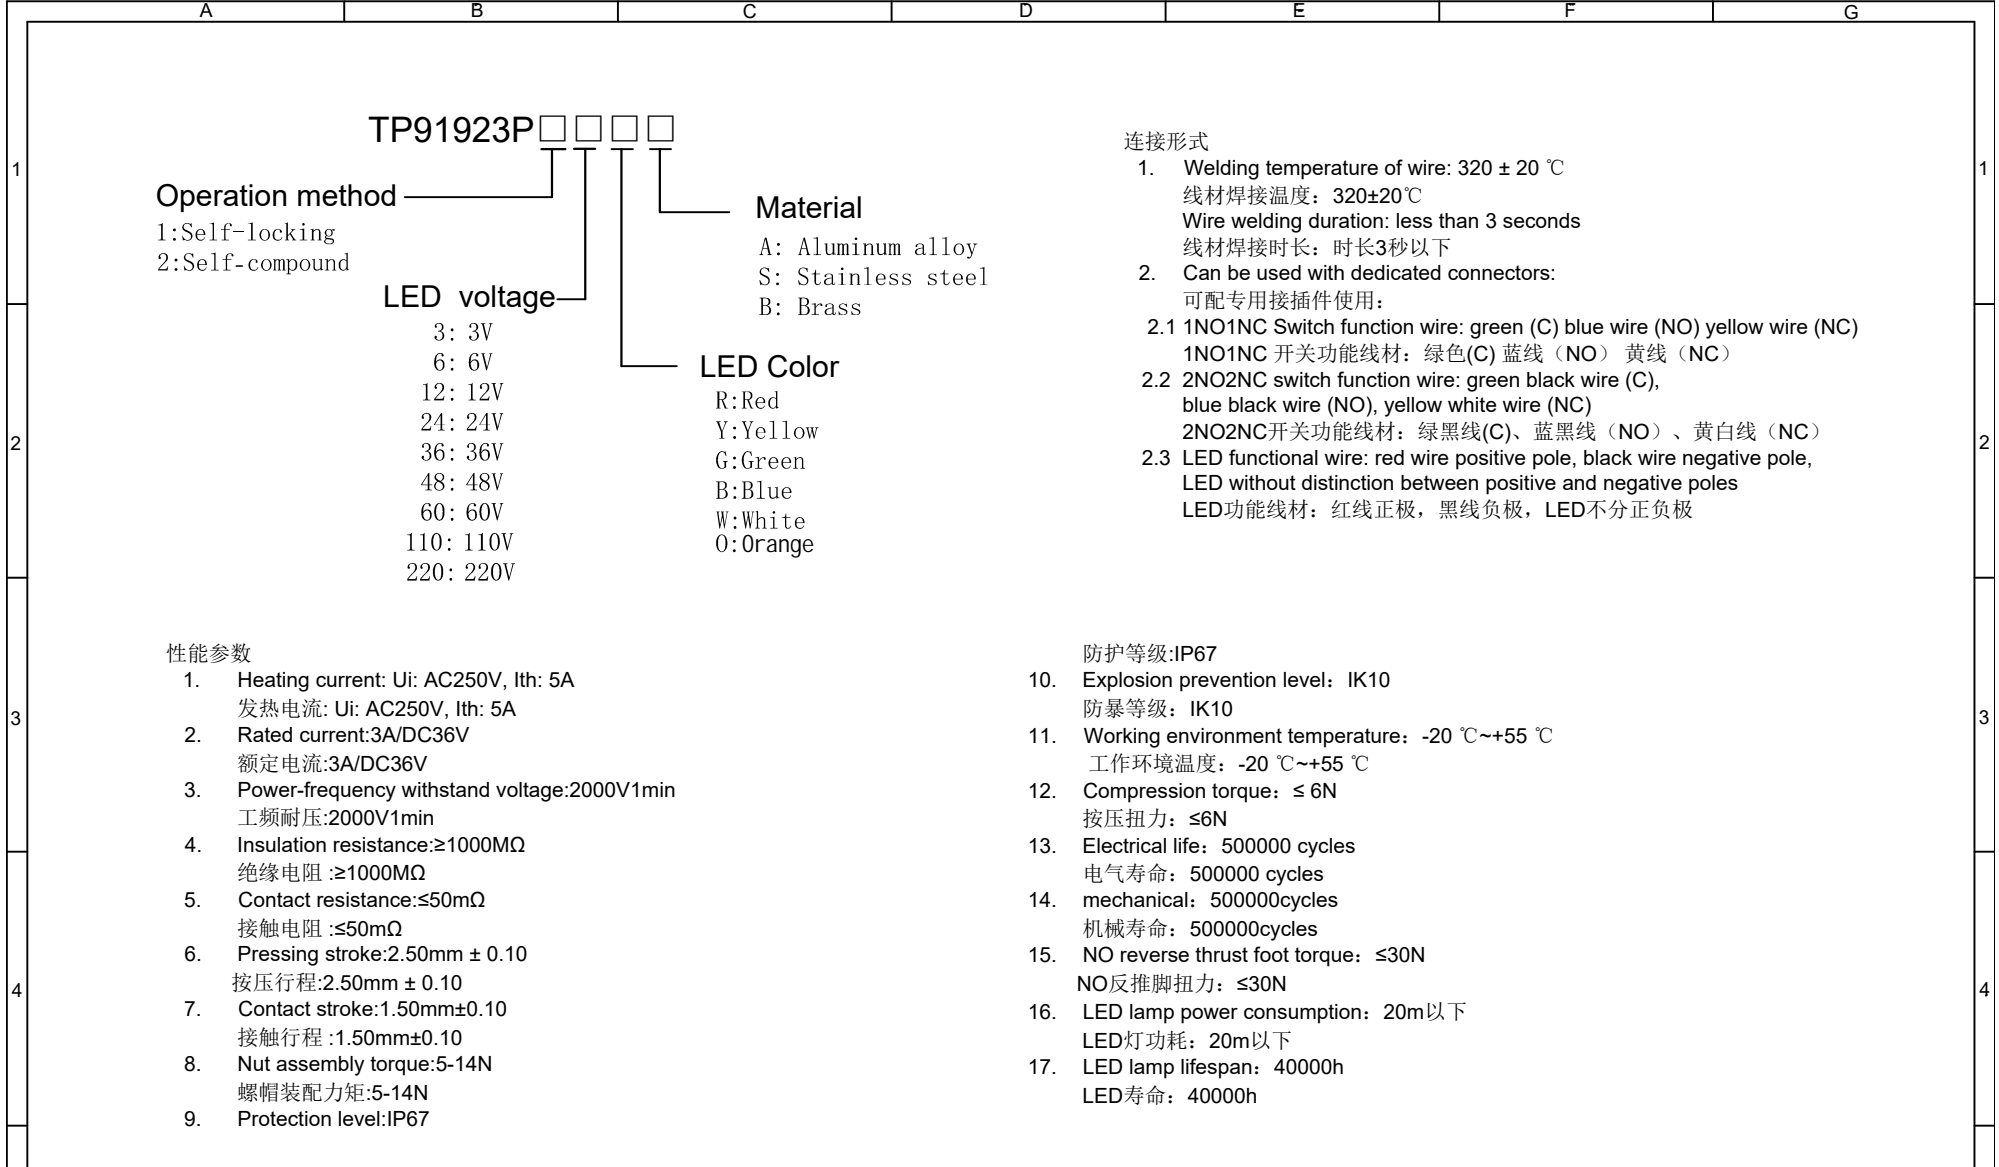 A B C D E F G
TP91923P□□□□
Operation method
1:Self-locking
2:Self-compound
LED voltage
3: 3V
6: 6V
12: 12V
24: 24V
36: 36V
48: 48V
60: 60V
110: 110V
220: 220V
Material
A: Aluminum alloy
S: Stainless steel
B: Brass
LED Color
R:Red
Y:Yellow
G:Green
B:Blue
W:White
O:Orange
连接形式
1. Welding temperature of wire: 320 ± 20 ℃
线材焊接温度：320±20℃
Wire welding duration: less than 3 seconds
线材焊接时长：时长3秒以下
2. Can be used with dedicated connectors:
可配专用接插件使用：
2.1 1NO1NC Switch function wire: green (C) blue wire (NO) yellow wire (NC)
1NO1NC 开关功能线材：绿色(C) 蓝线（NO） 黄线（NC）
2.2 2NO2NC switch function wire: green black wire (C),
blue black wire (NO), yellow white wire (NC)
2NO2NC开关功能线材：绿黑线(C)、蓝黑线（NO）、黄白线（NC）
2.3 LED functional wire: red wire positive pole, black wire negative pole,
LED without distinction between positive and negative poles
LED功能线材：红线正极，黑线负极，LED不分正负极
性能参数
1. Heating current: Ui: AC250V, Ith: 5A
发热电流: Ui: AC250V, Ith: 5A
2. Rated current:3A/DC36V
额定电流:3A/DC36V
3. Power-frequency withstand voltage:2000V1min
工频耐压:2000V1min
4. Insulation resistance:≥1000MΩ
绝缘电阻 :≥1000MΩ
5. Contact resistance:≤50mΩ
接触电阻 :≤50mΩ
6. Pressing stroke:2.50mm ± 0.10
按压行程:2.50mm ± 0.10
7. Contact stroke:1.50mm±0.10
接触行程 :1.50mm±0.10
8. Nut assembly torque:5-14N
螺帽装配力矩:5-14N
9. Protection level:IP67
防护等级:IP67
10. Explosion prevention level：IK10
防暴等级：IK10
11. Working environment temperature：-20 ℃~+55 ℃
工作环境温度：-20 ℃~+55 ℃
12. Compression torque：≤ 6N
按压扭力：≤6N
13. Electrical life：500000 cycles
电气寿命：500000 cycles
14. mechanical：500000cycles
机械寿命：500000cycles
15. NO reverse thrust foot torque：≤30N
NO反推脚扭力：≤30N
16. LED lamp power consumption：20m以下
LED灯功耗：20m以下
17. LED lamp lifespan：40000h
LED寿命：40000h
1 1
2 2
3 3
4 4